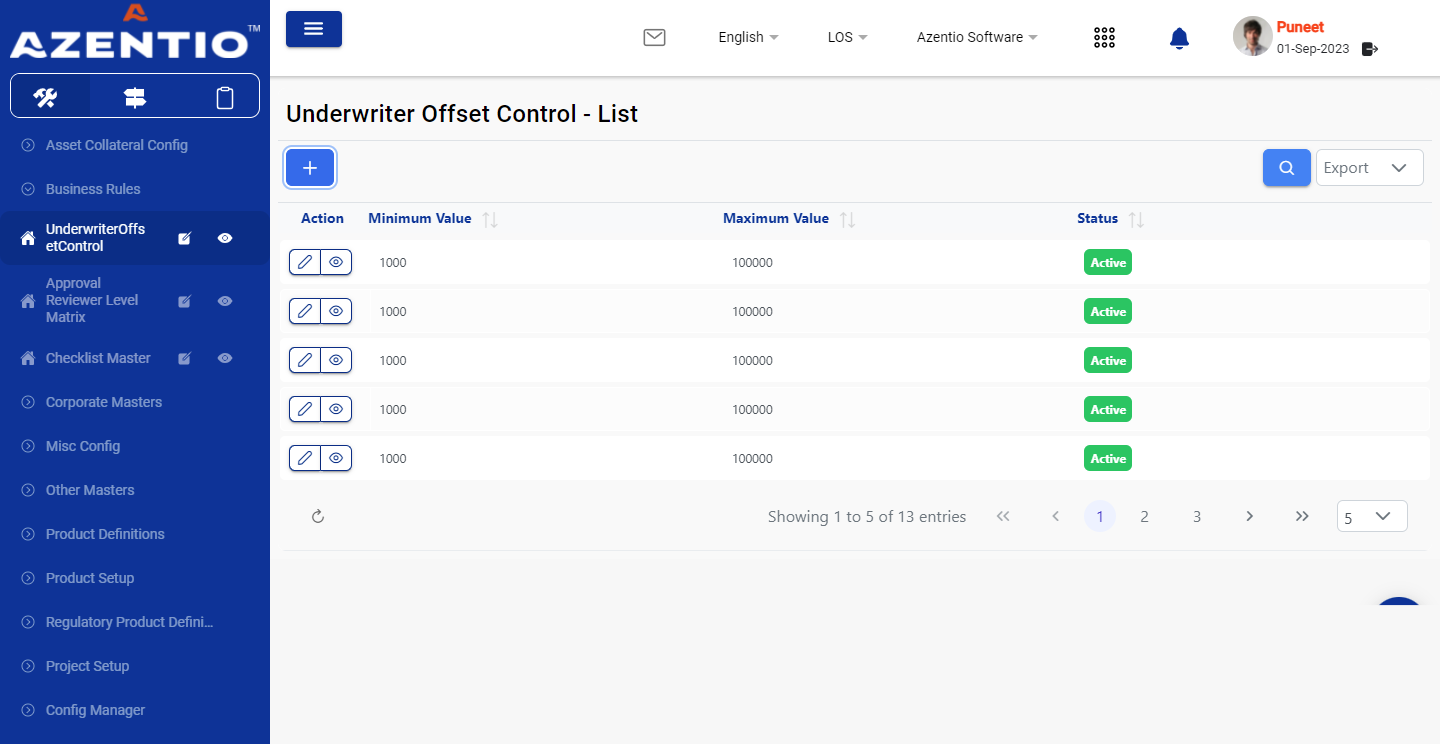 AZENTIO™
English
LOS
Azentio Software
Puneet
01-Sep-2023
Asset Collateral Config
Business Rules
UnderwriterOffs
etControl
Approval
Reviewer Level
Matrix
Checklist Master
Corporate Masters
Misc Config
Other Masters
Product Definitions
Product Setup
Regulatory Product Defini...
Project Setup
Config Manager
Underwriter Offset Control - List
Export
Action Minimum Value Maximum Value Status
1000 100000 Active
1000 100000 Active
1000 100000 Active
1000 100000 Active
1000 100000 Active
Showing 1 to 5 of 13 entries 1 2 3 5